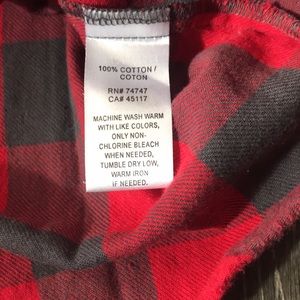 100% COTTON /
COTON
RN# 74747
CA# 45117
MACHINE WASH WARM
WITH LIKE COLORS,
ONLY NON-
CHLORINE BLEACH
WHEN NEEDED,
TUMBLE DRY LOW,
WARM IRON
IF NEEDED.